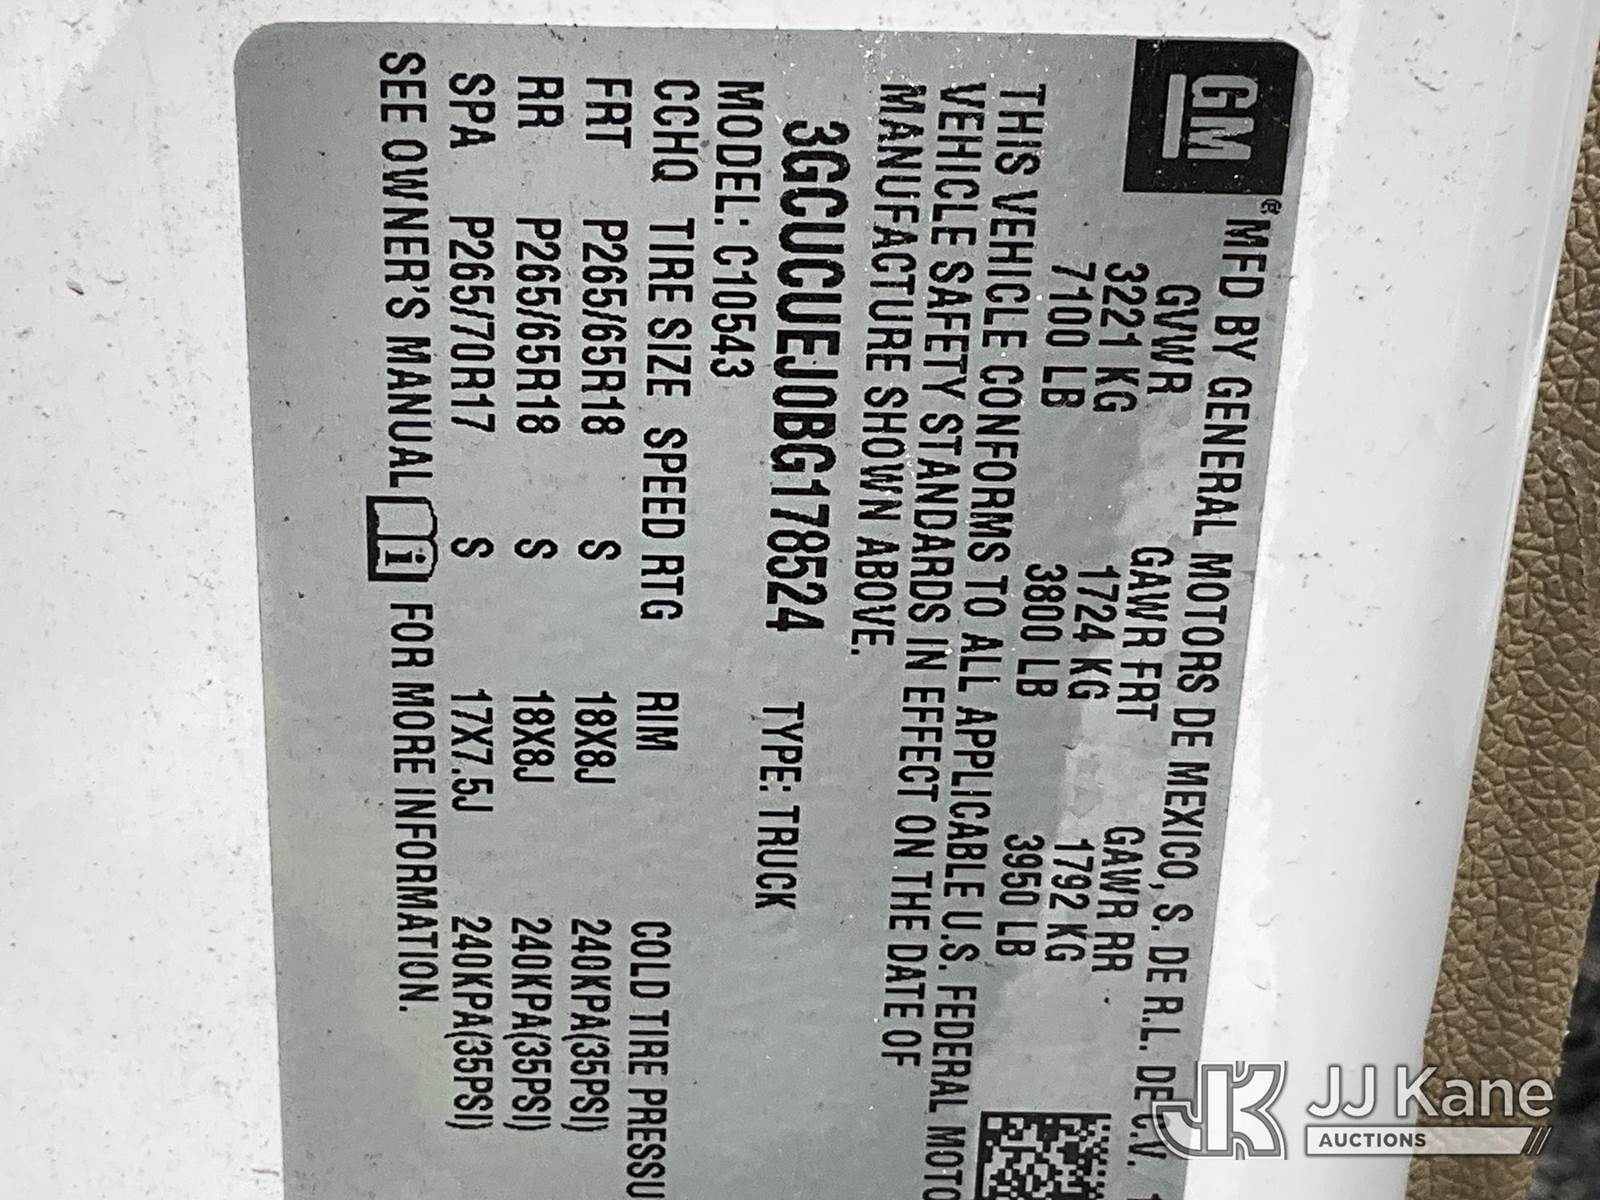 GM
® MFD BY GENERAL MOTORS DE MEXICO, S. DE R.L. DE C.V.
GVWR GAWR FRT GAWR RR
3221 KG 1724 KG 1792 KG
7100 LB 3800 LB 3950 LB
THIS VEHICLE CONFORMS TO ALL APPLICABLE U.S. FEDERAL MOTO
VEHICLE SAFETY STANDARDS IN EFFECT ON THE DATE OF
MANUFACTURE SHOWN ABOVE.
3GCUCUEJ0BG178524 TYPE: TRUCK
MODEL: C10543
CCHQ TIRE SIZE SPEED RTG RIM COLD TIRE PRESSU
FRT P265/65R18 S 18X8J 240KPA(35PSI)
RR P265/65R18 S 18X8J 240KPA(35PSI)
SPA P265/70R17 S 17X7.5J 240KPA(35PSI)
SEE OWNER'S MANUAL i FOR MORE INFORMATION.
JK JJ Kane
AUCTIONS